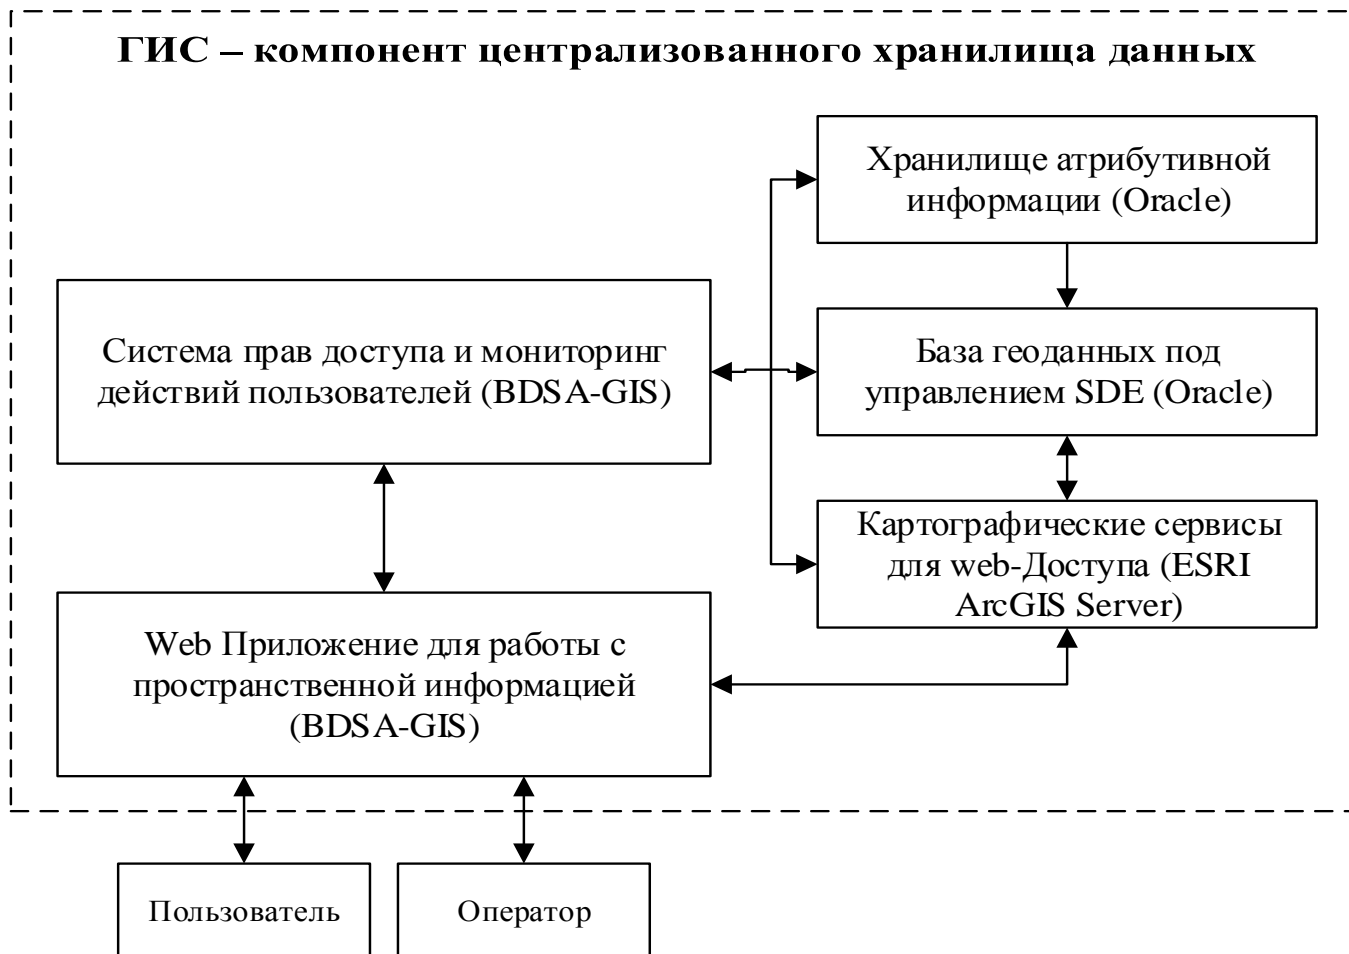 ГИС – компонент централизованного хранилища данных
Хранилище атрибутивной
информации (Oracle)
Система прав доступа и мониторинг
действий пользователей (BDSA-GIS)
База геоданных под
управлением SDE (Oracle)
Картографические сервисы
для web-Доступа (ESRI
ArcGIS Server)
Web Приложение для работы с
пространственной информацией
(BDSA-GIS)
Пользователь
Оператор